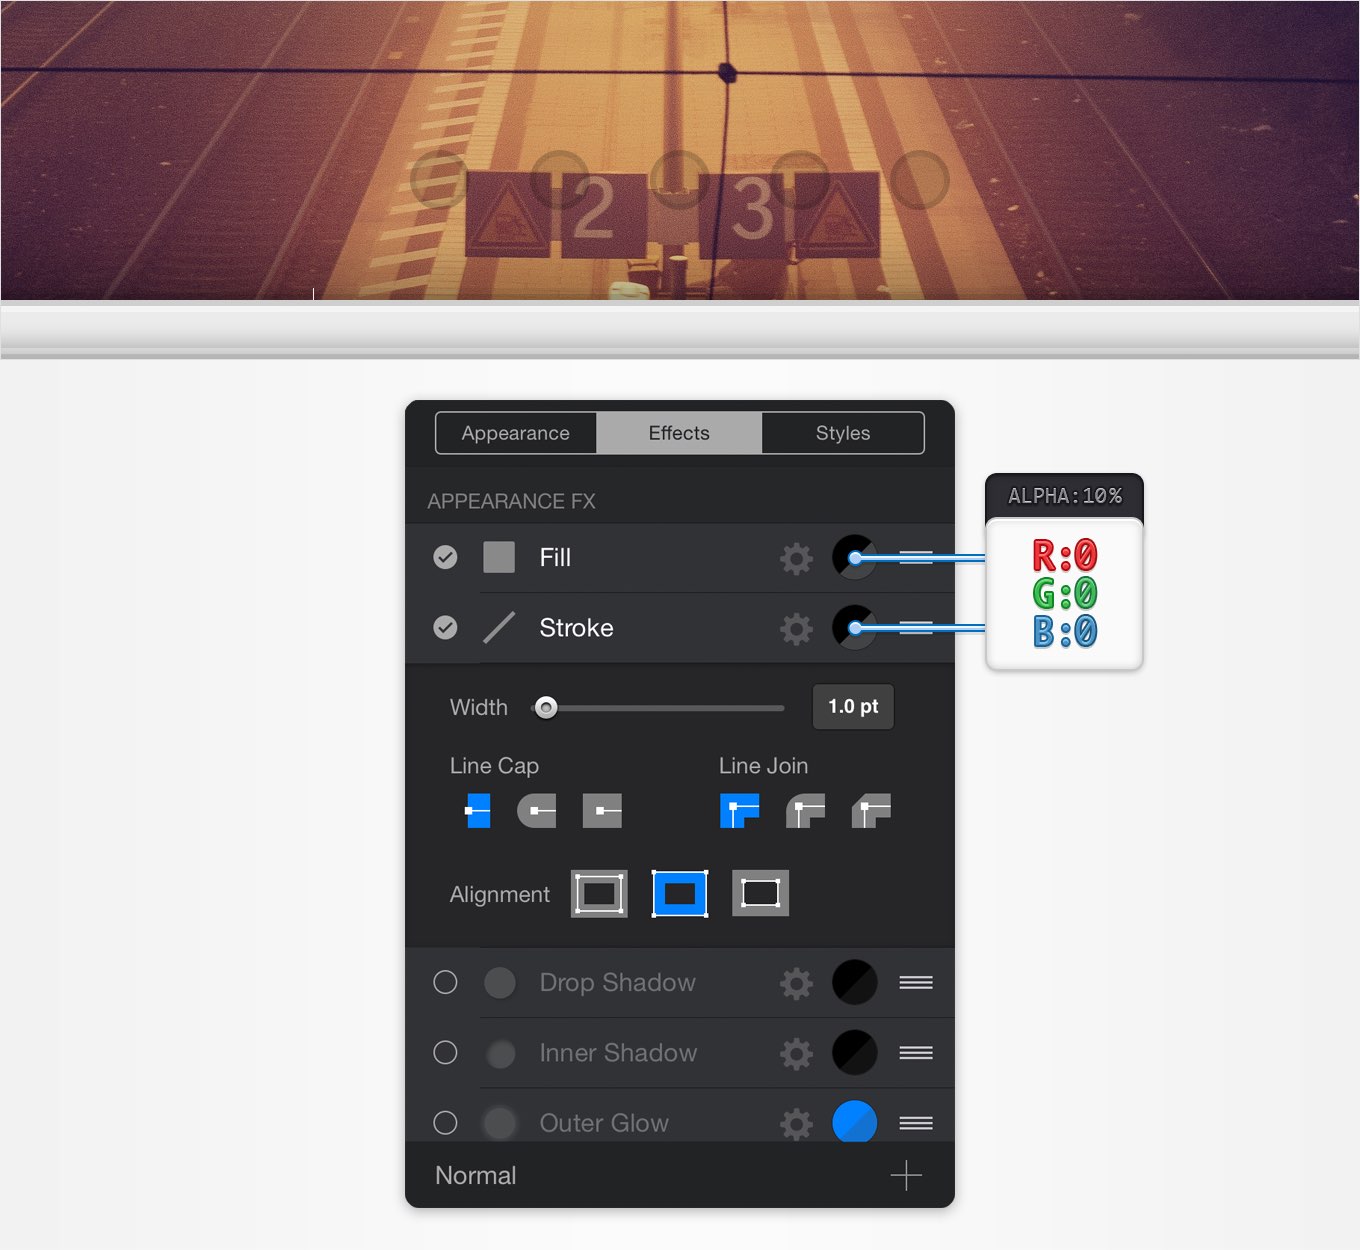 2 3
Appearance Effects Styles
APPEARANCE FX
ALPHA:10%
Fill
R:0
G:0
Stroke
B:0
Width 1.0 pt
Line Cap Line Join
Alignment
Drop Shadow
Inner Shadow
Outer Glow
Normal